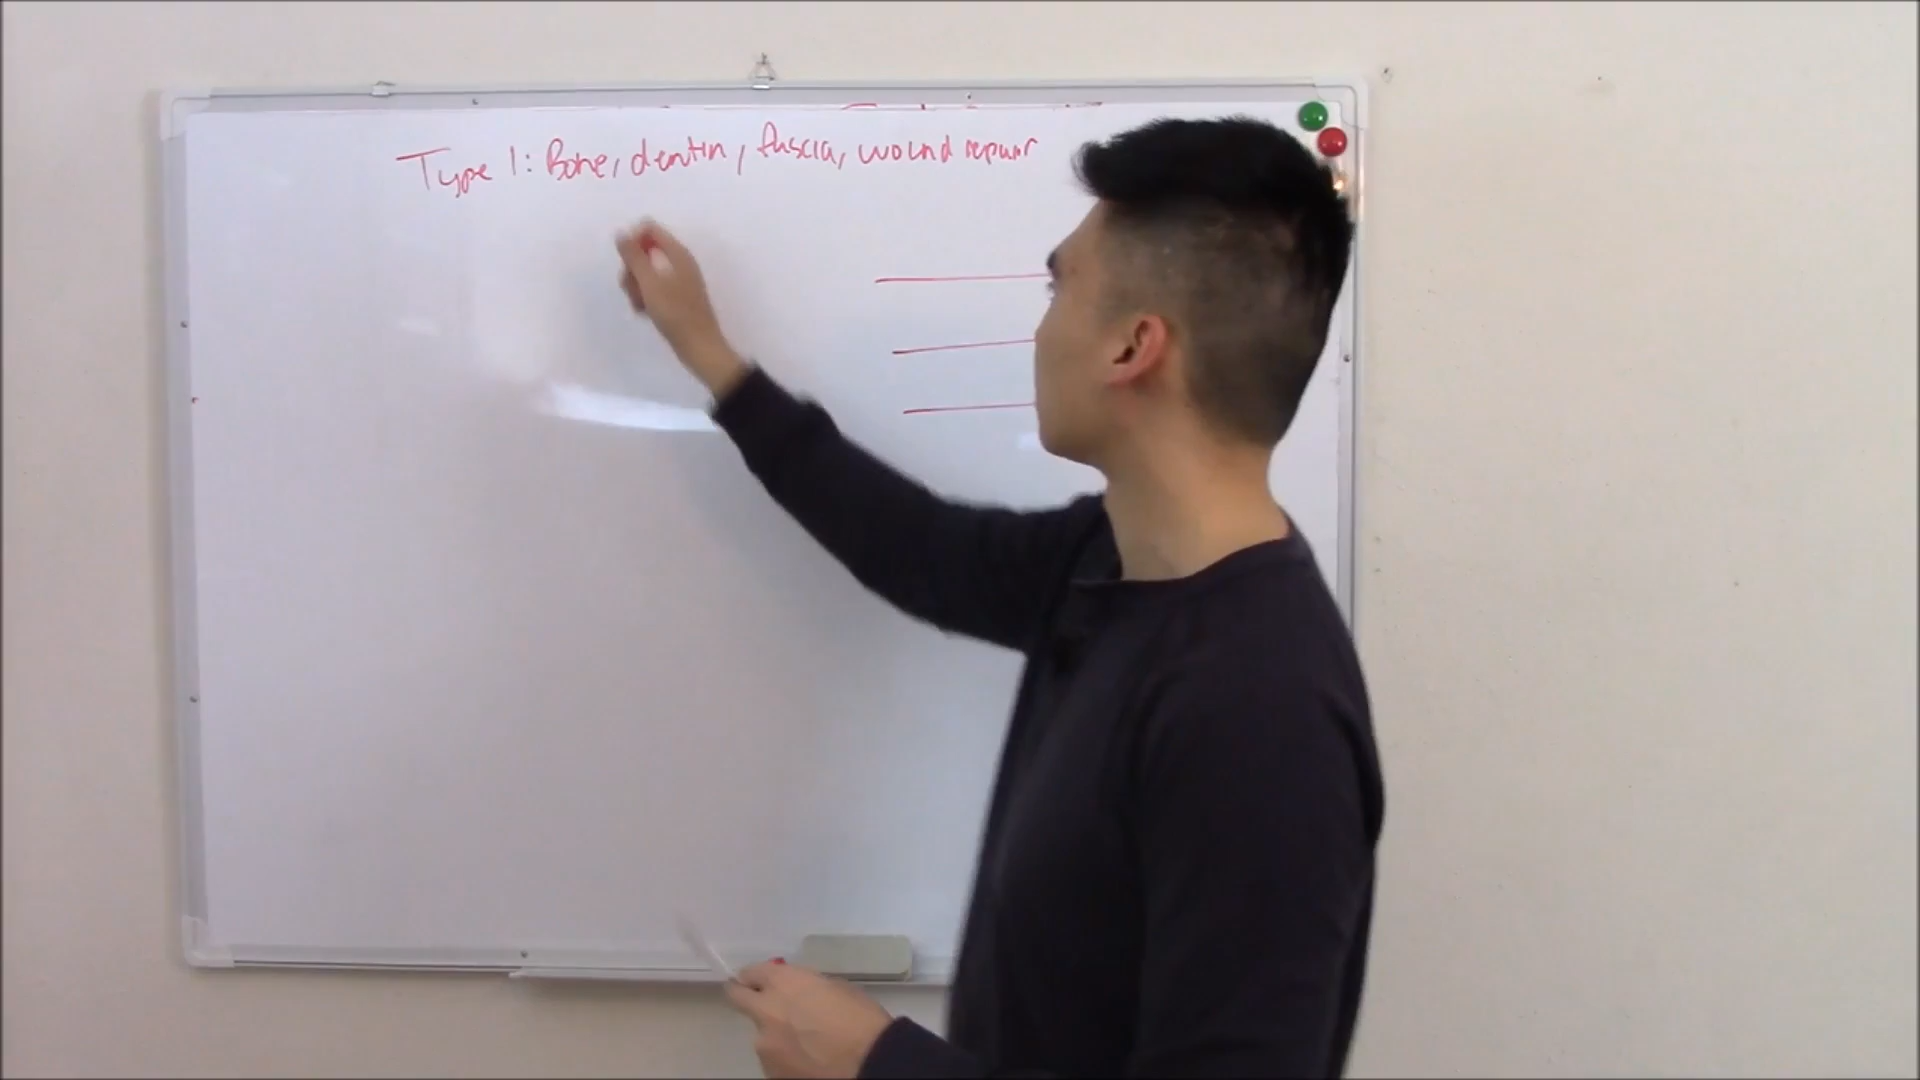 Type 1: Bone, dentin, fascia, wound repair